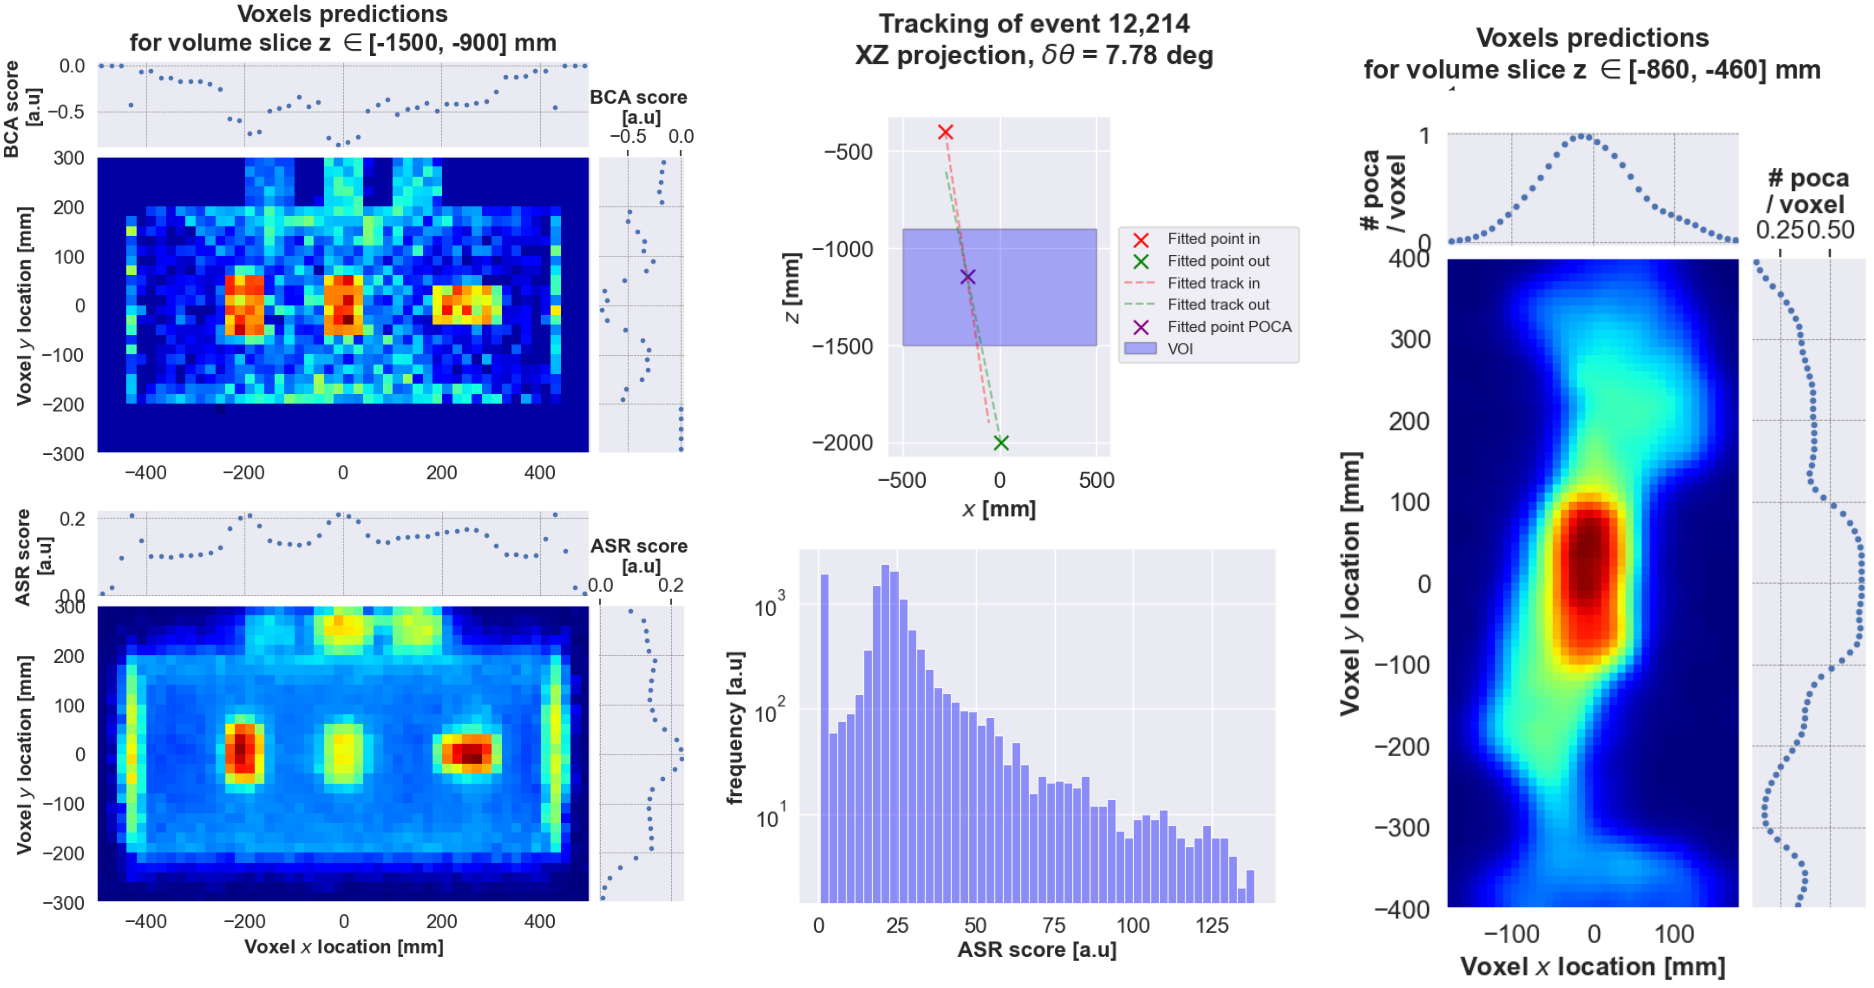 Voxels predictions
for volume slice z ∈ [-1500, -900] mm
BCA score
[a.u]
0.0
−0.5
BCA score
[a.u]
−0.5 0.0
Voxel y location [mm]
300
200
100
0
−100
−200
−300
−400 −200 0 200 400
ASR score
[a.u]
0.2
0.0
ASR score
[a.u]
0.0 0.2
Voxel y location [mm]
300
200
100
0
−100
−200
−300
−400 −200 0 200 400
Voxel x location [mm]
Tracking of event 12,214
XZ projection, δθ = 7.78 deg
z [mm]
−500
−1000
−1500
−2000
−500 0 500
x [mm]
Fitted point in
Fitted point out
Fitted track in
Fitted track out
Fitted point POCA
VOI
frequency [a.u]
10³
10²
10¹
0 25 50 75 100 125
ASR score [a.u]
Voxels predictions
for volume slice z ∈ [-860, -460] mm
# poca
/ voxel
1
0
# poca
/ voxel
0.25 0.50
Voxel y location [mm]
400
300
200
100
0
−100
−200
−300
−400
−100 0 100
Voxel x location [mm]